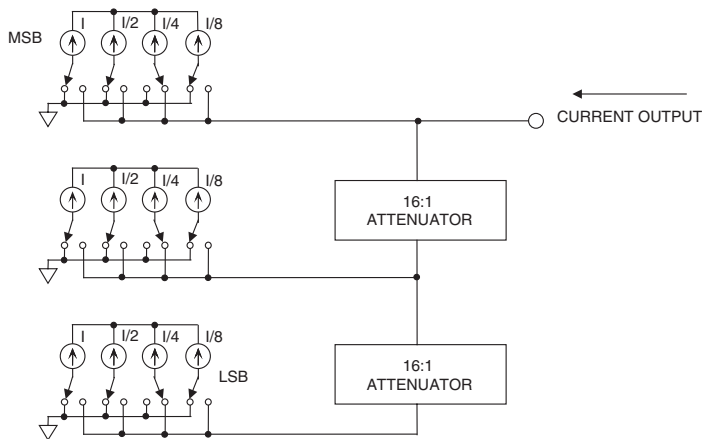 I I/2 I/4 I/8
MSB
CURRENT OUTPUT
I I/2 I/4 I/8
16:1
ATTENUATOR
I I/2 I/4 I/8
LSB
16:1
ATTENUATOR